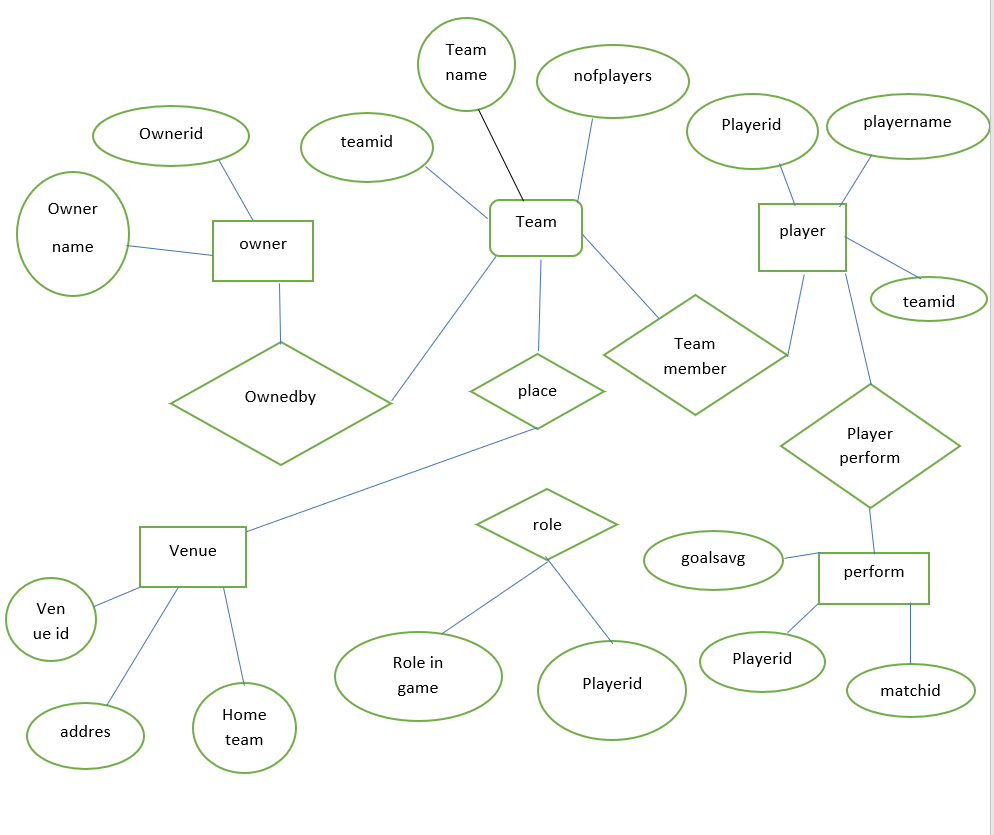 Team
name
nofplayers
Ownerid
teamid
Playerid
playername
Owner
name
owner
Team
player
teamid
Ownedby
place
Team
member
Player
perform
Venue
role
goalsavg
perform
Ven
ue id
Role in
game
Playerid
Playerid
matchid
addres
Home
team